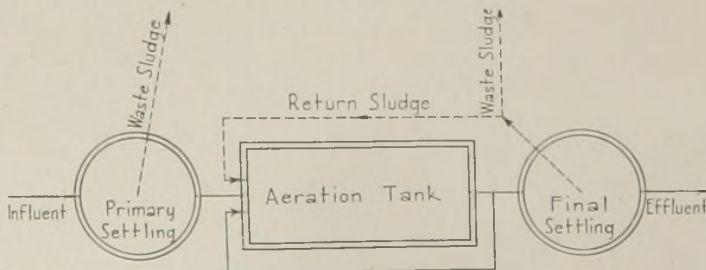 Waste Sludge
Waste Sludge
Return Sludge
Influent
Primary
Settling
Aeration Tank
Final
Settling
Effluent